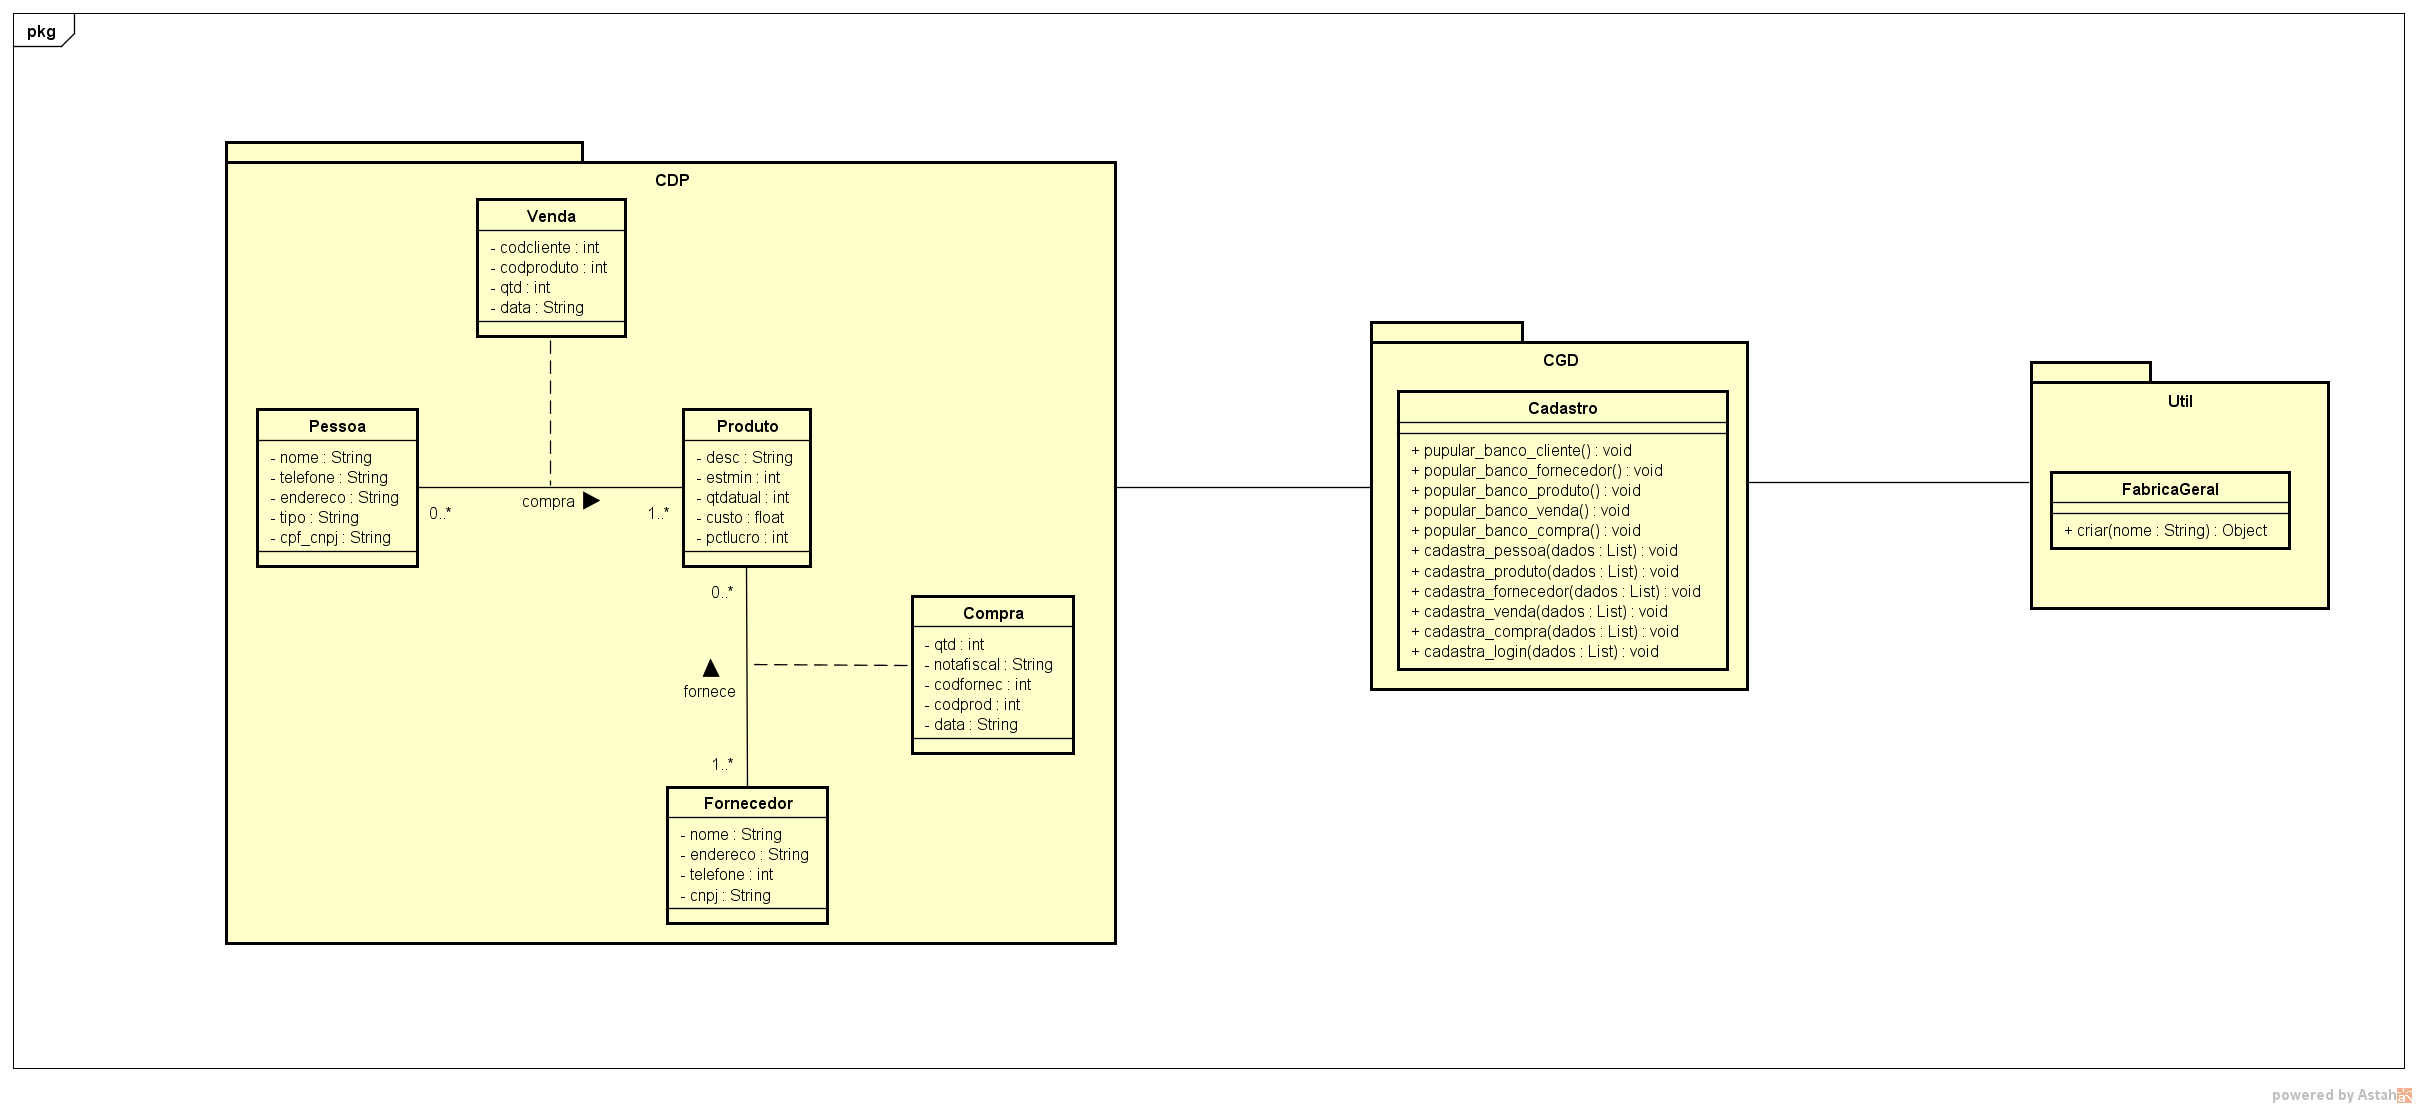 pkg
CDP
Venda
- codcliente : int
- codproduto : int
- qtd : int
- data : String
Pessoa
- nome : String
- telefone : String
- endereco : String
- tipo : String
- cpf_cnpj : String
0..*
compra
1..*
Produto
- desc : String
- estmin : int
- qtdatual : int
- custo : float
- pctlucro : int
0..*
fornece
1..*
Compra
- qtd : int
- notafiscal : String
- codfornec : int
- codprod : int
- data : String
Fornecedor
- nome : String
- endereco : String
- telefone : int
- cnpj : String
CGD
Cadastro
+ pupular_banco_cliente() : void
+ popular_banco_fornecedor() : void
+ popular_banco_produto() : void
+ popular_banco_venda() : void
+ popular_banco_compra() : void
+ cadastra_pessoa(dados : List) : void
+ cadastra_produto(dados : List) : void
+ cadastra_fornecedor(dados : List) : void
+ cadastra_venda(dados : List) : void
+ cadastra_compra(dados : List) : void
+ cadastra_login(dados : List) : void
Util
FabricaGeral
+ criar(nome : String) : Object
powered by Astah